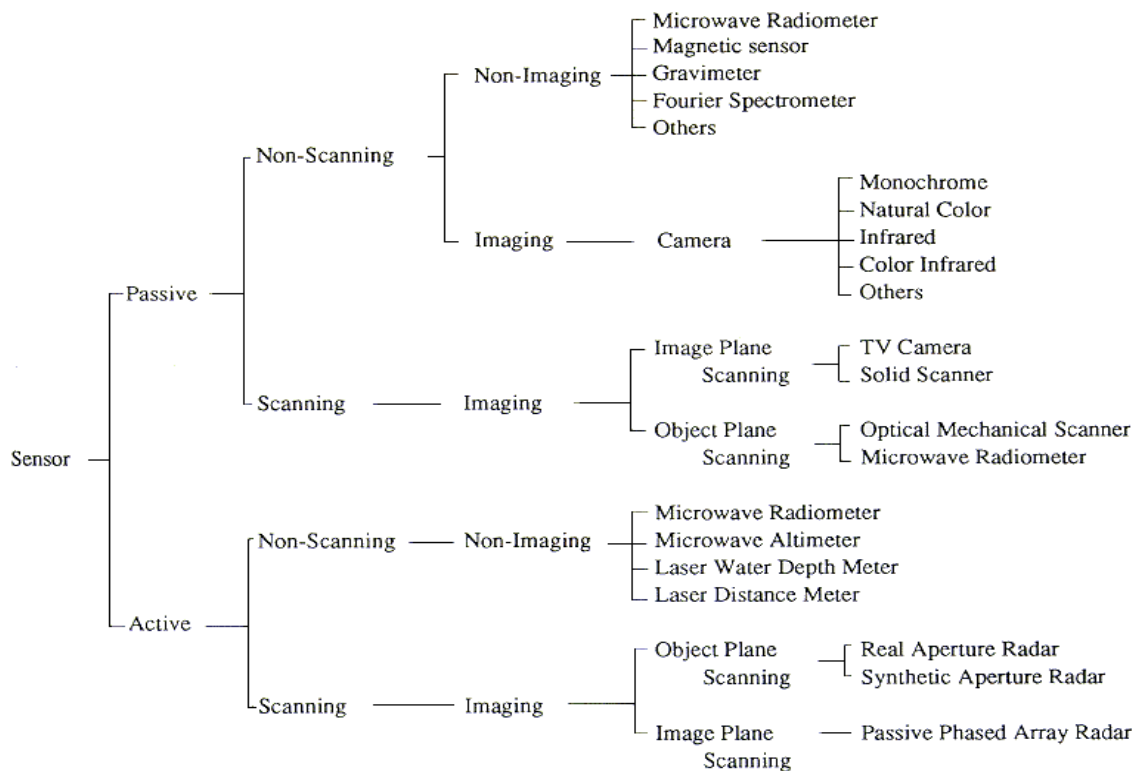 Microwave Radiometer
Magnetic sensor
Non-Imaging
Gravimeter
Fourier Spectrometer
Others
Non-Scanning
Monochrome
Natural Color
Imaging
Camera
Infrared
Color Infrared
Others
Passive
Image Plane
Scanning
TV Camera
Solid Scanner
Scanning
Imaging
Object Plane
Scanning
Optical Mechanical Scanner
Microwave Radiometer
Sensor
Non-Scanning
Non-Imaging
Microwave Radiometer
Microwave Altimeter
Laser Water Depth Meter
Laser Distance Meter
Active
Object Plane
Scanning
Real Aperture Radar
Synthetic Aperture Radar
Scanning
Imaging
Image Plane
Scanning
Passive Phased Array Radar